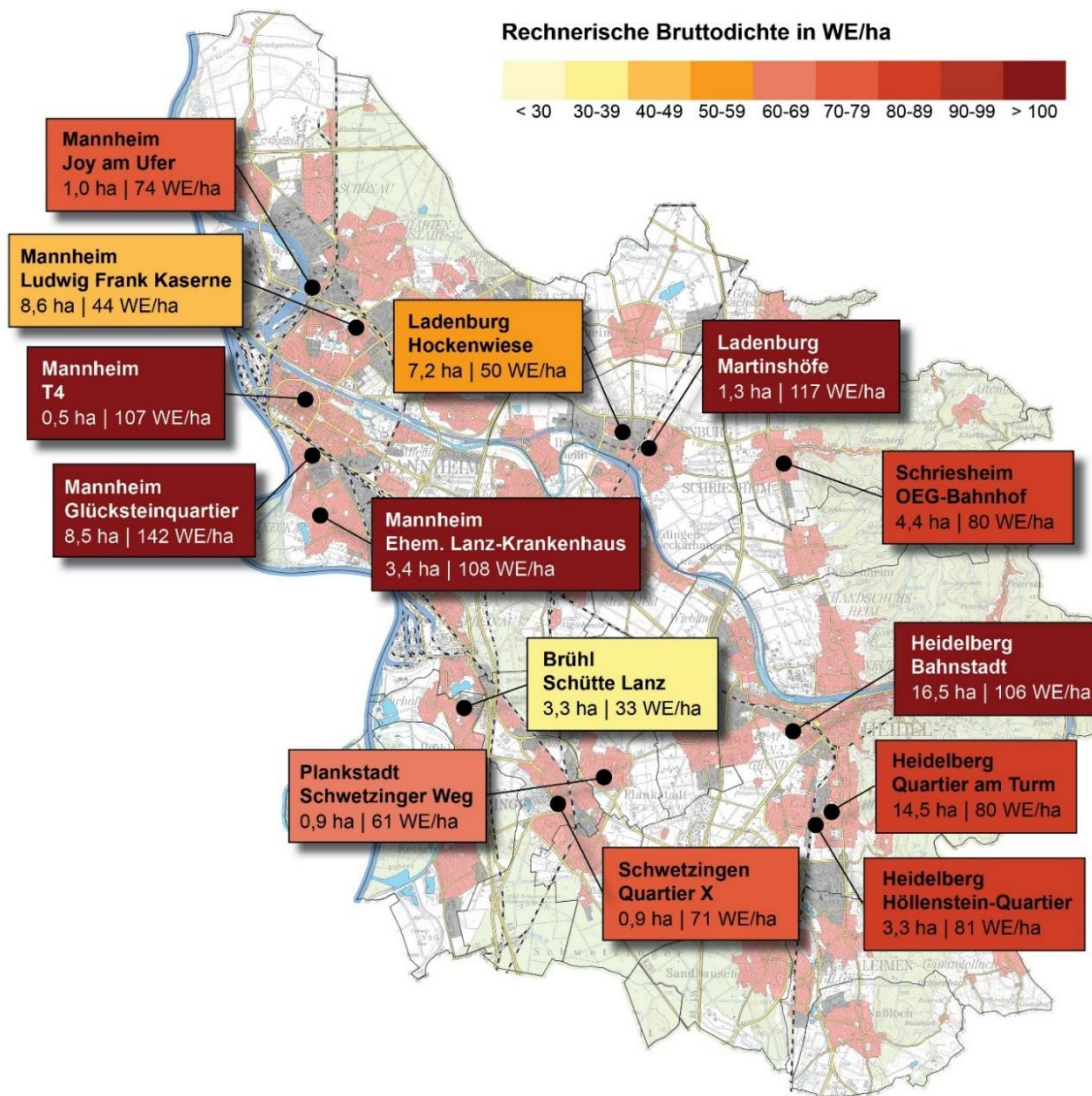 Rechnerische Bruttodichte in WE/ha
< 30 30-39 40-49 50-59 60-69 70-79 80-89 90-99 > 100
Mannheim
Joy am Ufer
1,0 ha | 74 WE/ha
Mannheim
Ludwig Frank Kaserne
8,6 ha | 44 WE/ha
Ladenburg
Hockenwiese
7,2 ha | 50 WE/ha
Ladenburg
Martinshöfe
1,3 ha | 117 WE/ha
Mannheim
T4
0,5 ha | 107 WE/ha
Schriesheim
OEG-Bahnhof
4,4 ha | 80 WE/ha
Mannheim
Glücksteinquartier
8,5 ha | 142 WE/ha
Mannheim
Ehem. Lanz-Krankenhaus
3,4 ha | 108 WE/ha
SCHRIESHEIM
Brühl
Schütte Lanz
3,3 ha | 33 WE/ha
Heidelberg
Bahnstadt
16,5 ha | 106 WE/ha
Plankstadt
Schwetzinger Weg
0,9 ha | 61 WE/ha
Plankstadt
Heidelberg
Quartier am Turm
14,5 ha | 80 WE/ha
Schwetzingen
Quartier X
0,9 ha | 71 WE/ha
Heidelberg
Höllenstein-Quartier
3,3 ha | 81 WE/ha
Sandhausen
LEIMEN
Nußloch